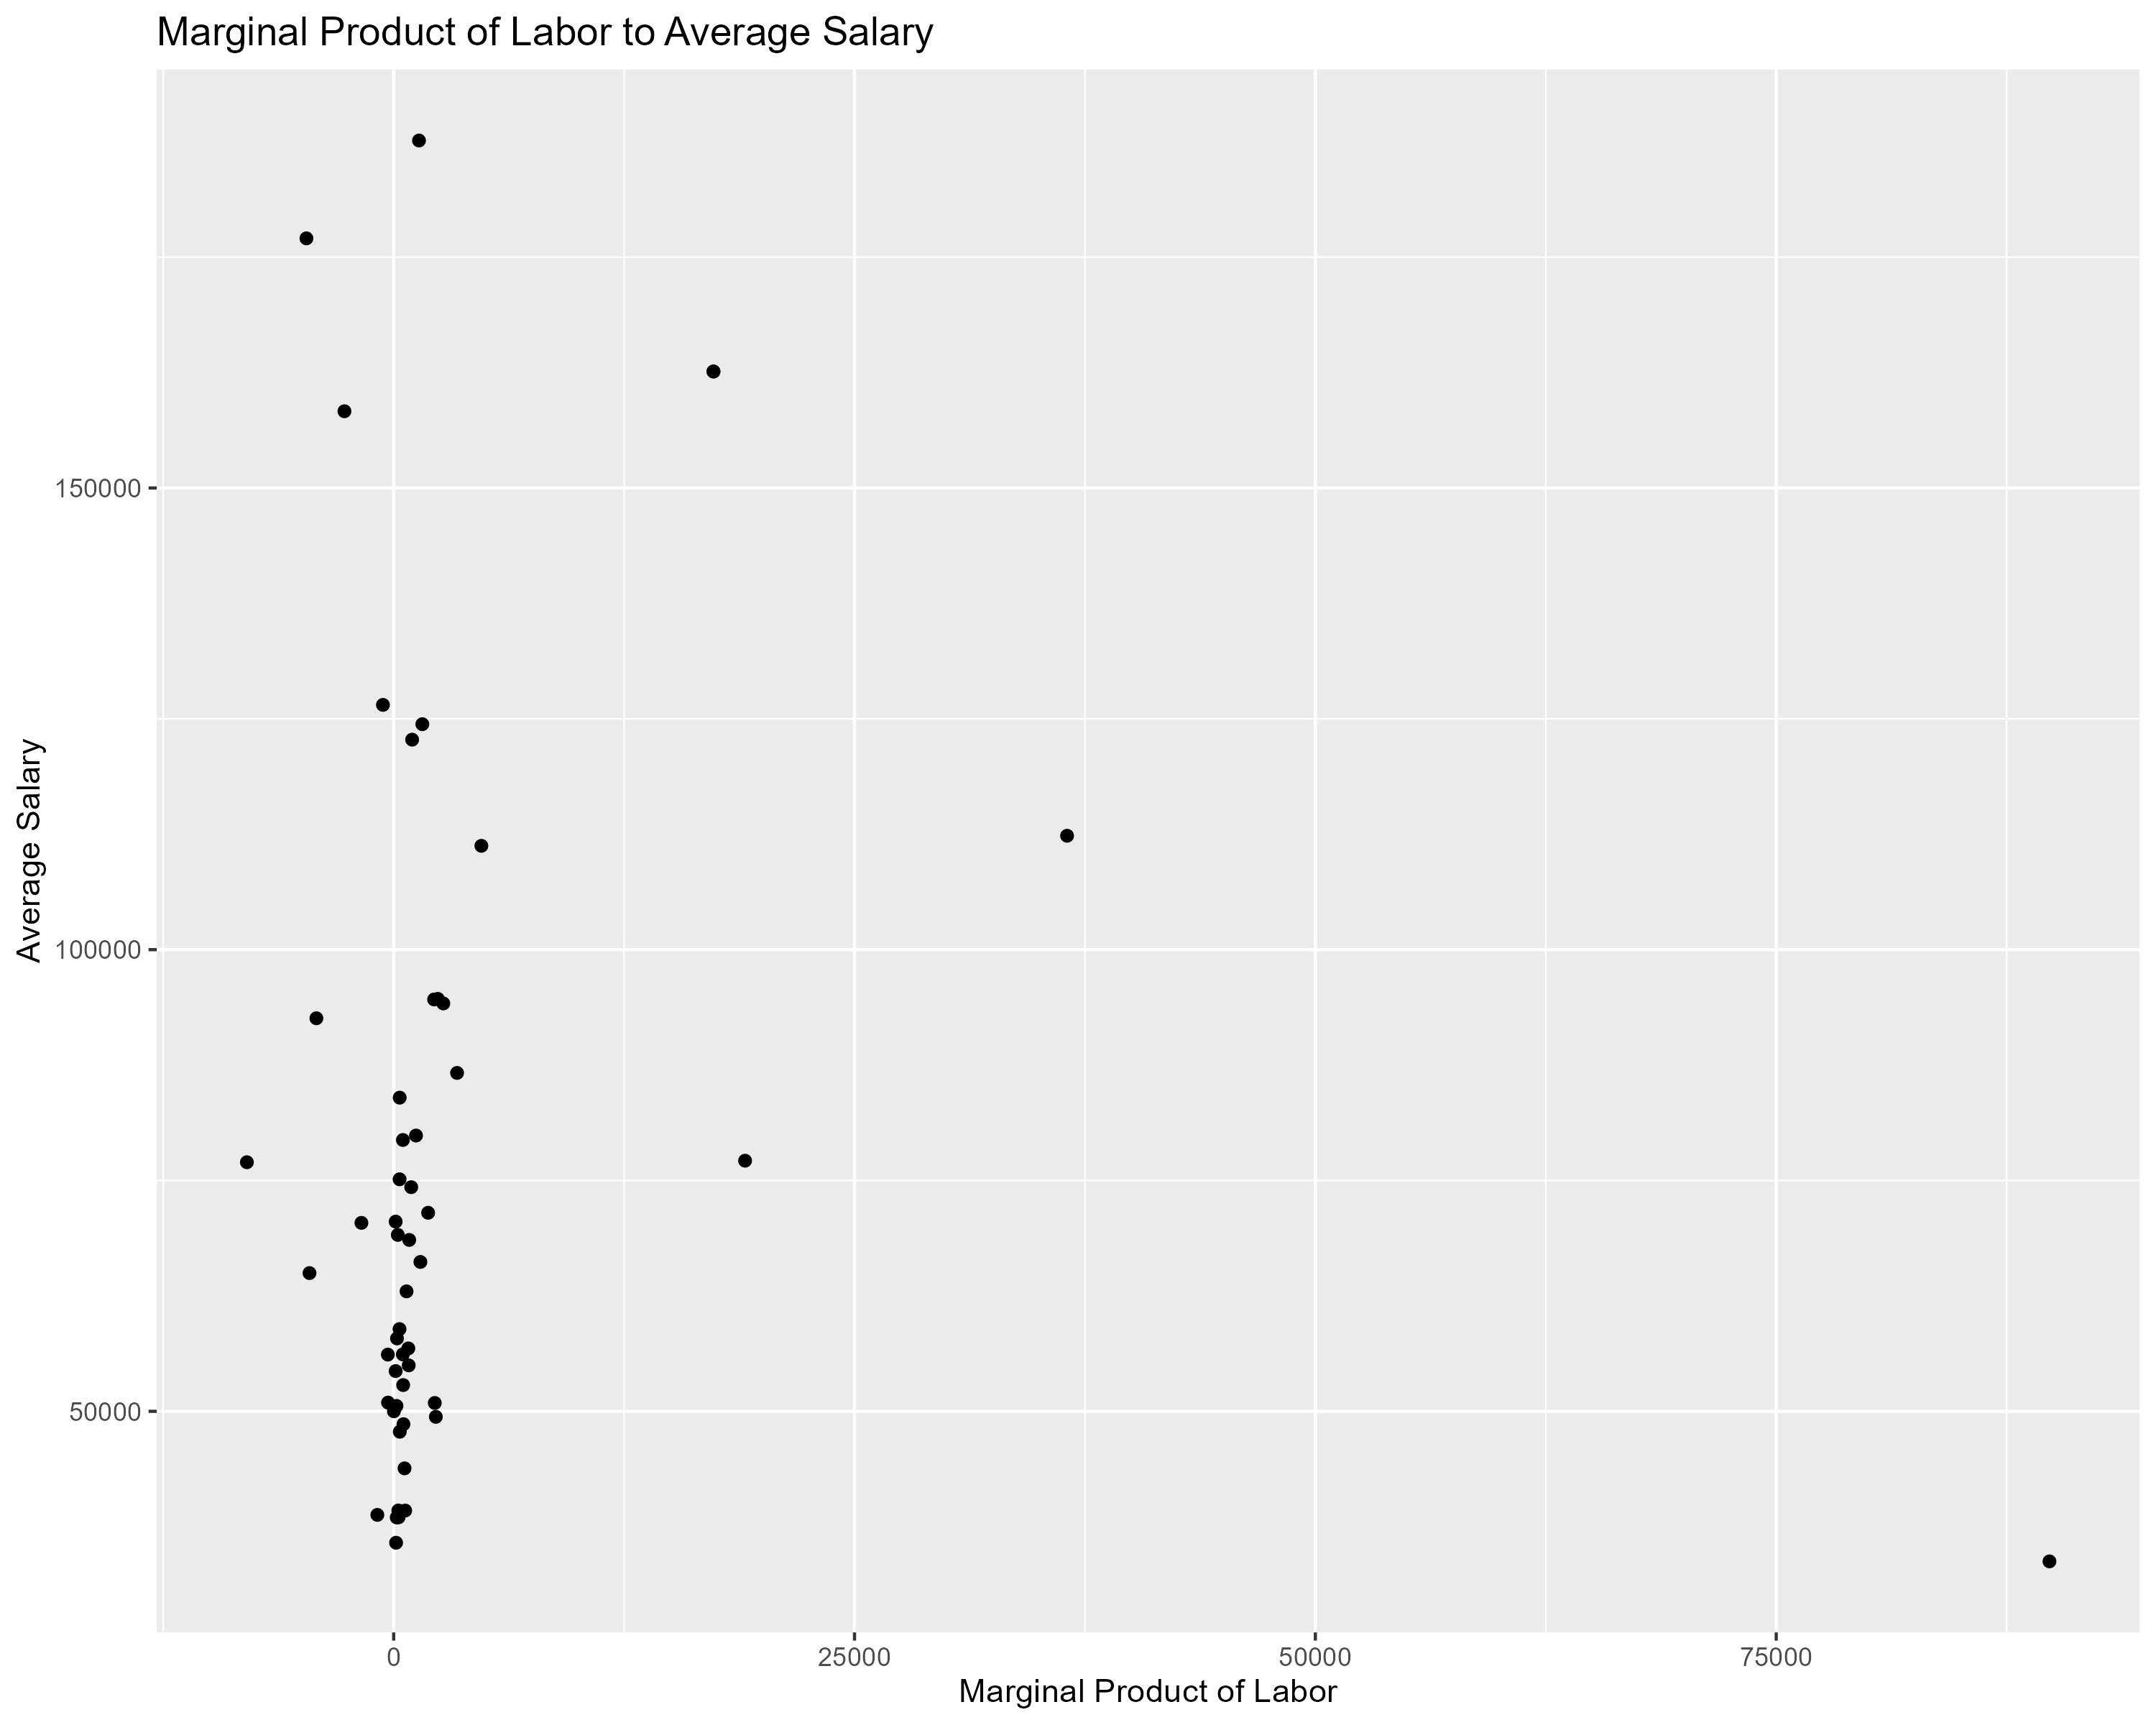 Marginal Product of Labor to Average Salary
Average Salary
150000
100000
50000
0
25000
50000
75000
Marginal Product of Labor